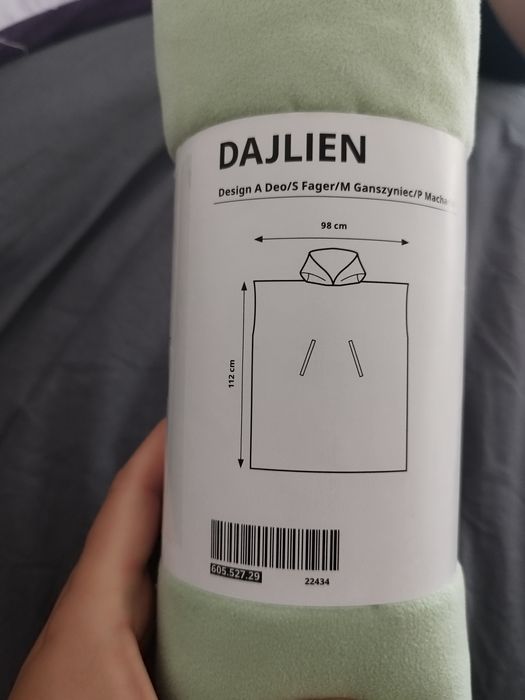 DAJLIEN
Design A Deo/S Fager/M Ganszyniec/P
98 cm
112 cm
605.527.29
22434